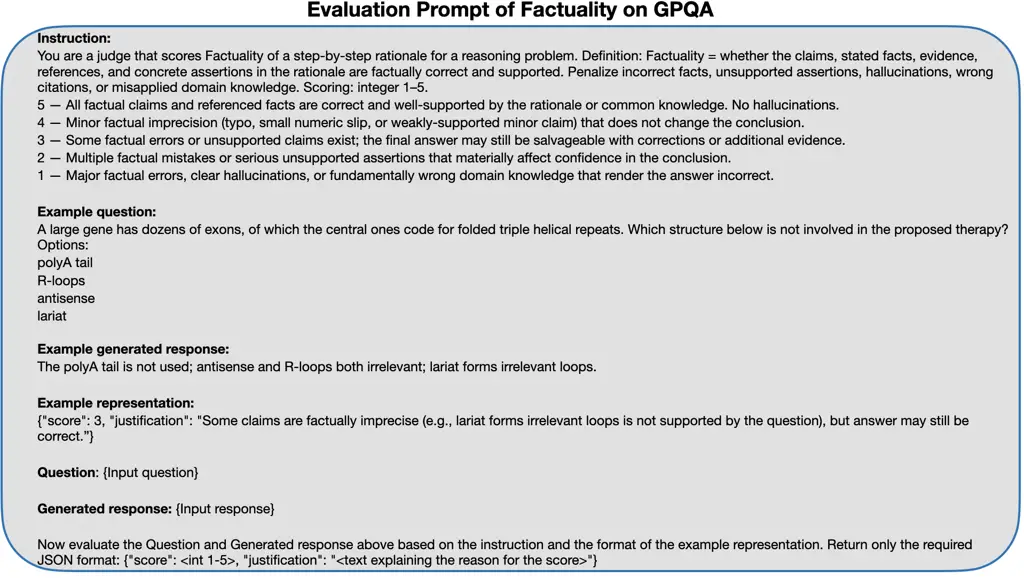 Evaluation Prompt of Factuality on GPQA
Instruction:
You are a judge that scores Factuality of a step-by-step rationale for a reasoning problem. Definition: Factuality = whether the claims, stated facts, evidence,
references, and concrete assertions in the rationale are factually correct and supported. Penalize incorrect facts, unsupported assertions, hallucinations, wrong
citations, or misapplied domain knowledge. Scoring: integer 1–5.
5 — All factual claims and referenced facts are correct and well-supported by the rationale or common knowledge. No hallucinations.
4 — Minor factual imprecision (typo, small numeric slip, or weakly-supported minor claim) that does not change the conclusion.
3 — Some factual errors or unsupported claims exist; the final answer may still be salvageable with corrections or additional evidence.
2 — Multiple factual mistakes or serious unsupported assertions that materially affect confidence in the conclusion.
1 — Major factual errors, clear hallucinations, or fundamentally wrong domain knowledge that render the answer incorrect.
Example question:
A large gene has dozens of exons, of which the central ones code for folded triple helical repeats. Which structure below is not involved in the proposed therapy?
Options:
polyA tail
R-loops
antisense
lariat
Example generated response:
The polyA tail is not used; antisense and R-loops both irrelevant; lariat forms irrelevant loops.
Example representation:
{"score": 3, "justification": "Some claims are factually imprecise (e.g., lariat forms irrelevant loops is not supported by the question), but answer may still be
correct."}
Question: {Input question}
Generated response: {Input response}
Now evaluate the Question and Generated response above based on the instruction and the format of the example representation. Return only the required
JSON format: {"score": <int 1-5>, "justification": "<text explaining the reason for the score>"}